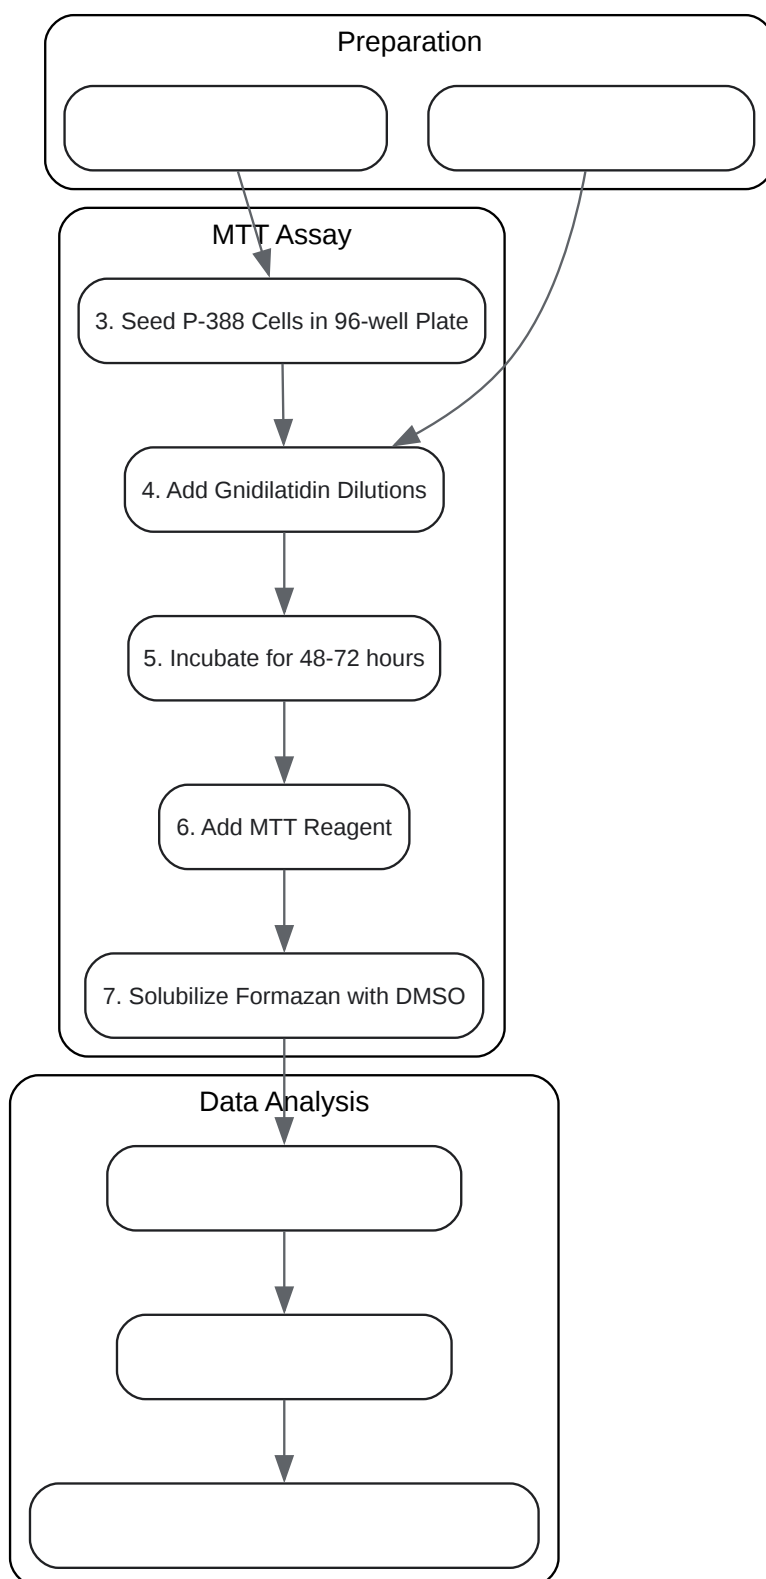 Preparation
MTT Assay
3. Seed P-388 Cells in 96-well Plate
4. Add Gnidilatidin Dilutions
5. Incubate for 48-72 hours
6. Add MTT Reagent
7. Solubilize Formazan with DMSO
Data Analysis